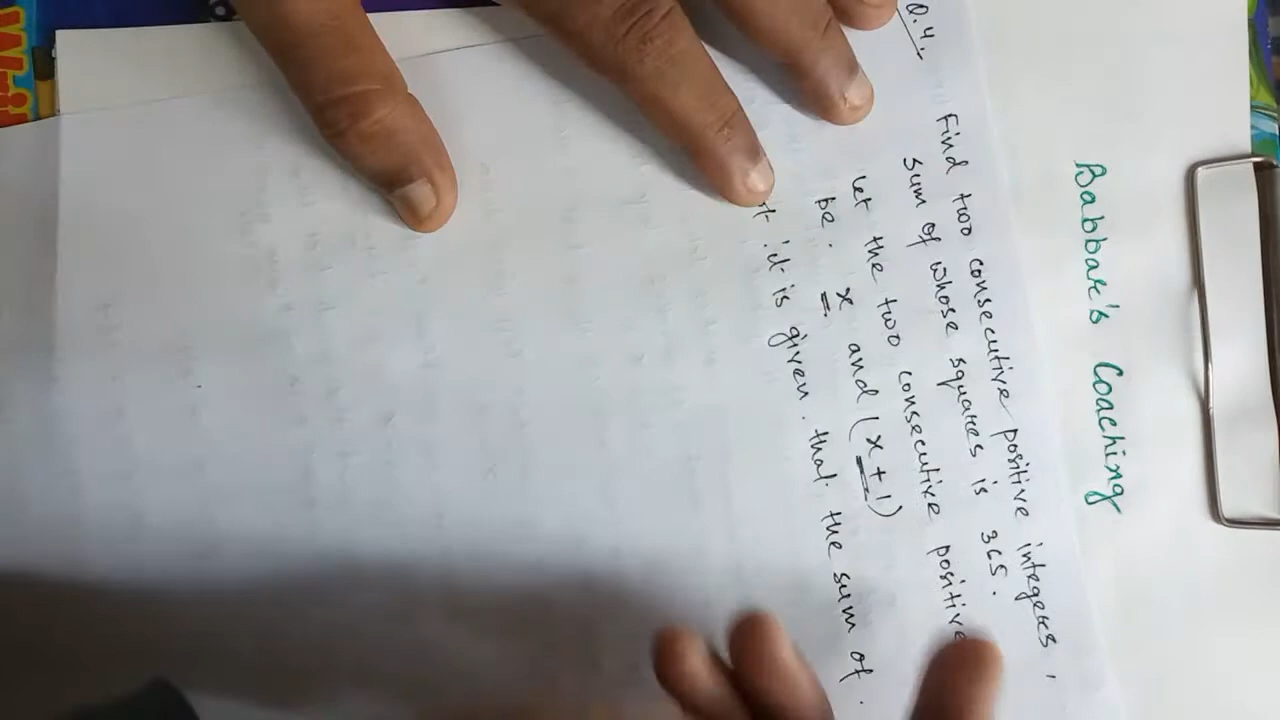 Babbar's Coaching
Q.4.
Find two consecutive positive integers,
sum of whose squares is 365.
Let the two consecutive positive
be. x and (x+1)
it is given. that. the sum of.